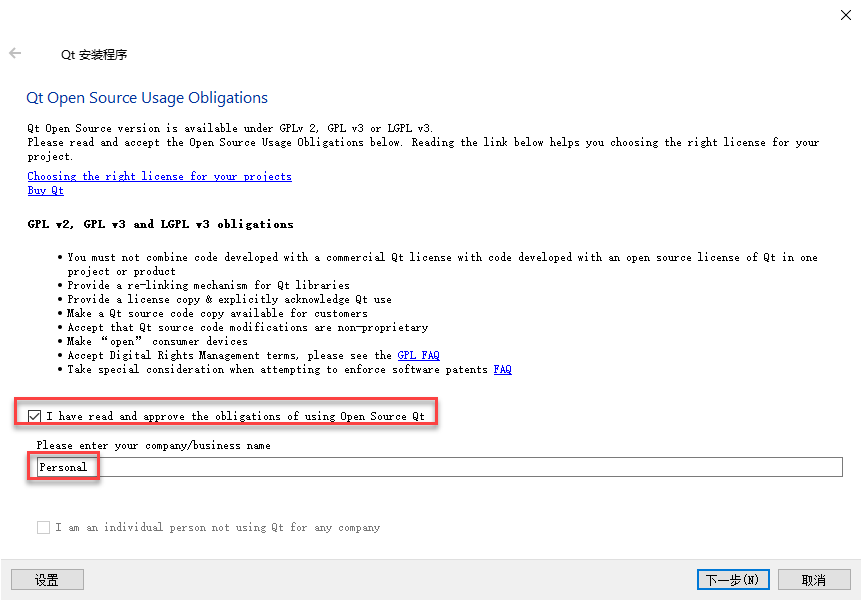 Qt 安装程序
Qt Open Source Usage Obligations
Qt Open Source version is available under GPLv 2, GPL v3 or LGPL v3.
Please read and accept the Open Source Usage Obligations below. Reading the link below helps you choosing the right license for your
project.
Choosing the right license for your projects
Buy Qt
GPL v2, GPL v3 and LGPL v3 obligations
• You must not combine code developed with a commercial Qt license with code developed with an open source license of Qt in one
project or product
• Provide a re-linking mechanism for Qt libraries
• Provide a license copy & explicitly acknowledge Qt use
• Make a Qt source code copy available for customers
• Accept that Qt source code modifications are non-proprietary
• Make “open” consumer devices
• Accept Digital Rights Management terms, please see the GPL FAQ
• Take special consideration when attempting to enforce software patents FAQ
I have read and approve the obligations of using Open Source Qt
Please enter your company/business name
Personal
I am an individual person not using Qt for any company
设置 下一步(N) 取消